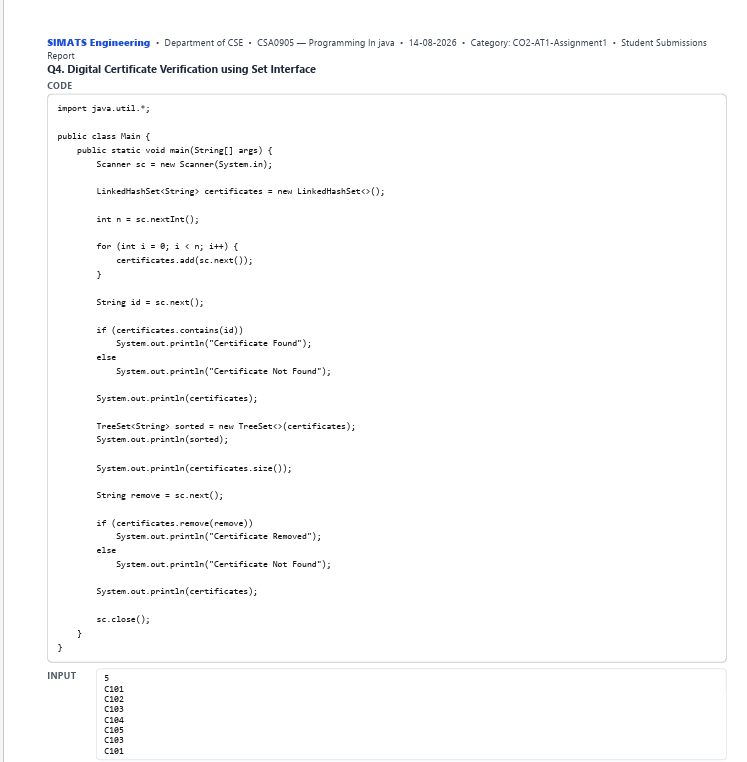 SIMATS Engineering • Department of CSE • CSA0905 — Programming In java • 14-08-2026 • Category: CO2-AT1-Assignment1 • Student Submissions
Report
Q4. Digital Certificate Verification using Set Interface
CODE
import java.util.*;
public class Main {
    public static void main(String[] args) {
        Scanner sc = new Scanner(System.in);
        LinkedHashSet<String> certificates = new LinkedHashSet<>();
        int n = sc.nextInt();
        for (int i = 0; i < n; i++) {
            certificates.add(sc.next());
        }
        String id = sc.next();
        if (certificates.contains(id))
            System.out.println("Certificate Found");
        else
            System.out.println("Certificate Not Found");
        System.out.println(certificates);
        TreeSet<String> sorted = new TreeSet<>(certificates);
        System.out.println(sorted);
        System.out.println(certificates.size());
        String remove = sc.next();
        if (certificates.remove(remove))
            System.out.println("Certificate Removed");
        else
            System.out.println("Certificate Not Found");
        System.out.println(certificates);
        sc.close();
    }
}
INPUT
5
C101
C102
C103
C104
C105
C103
C101